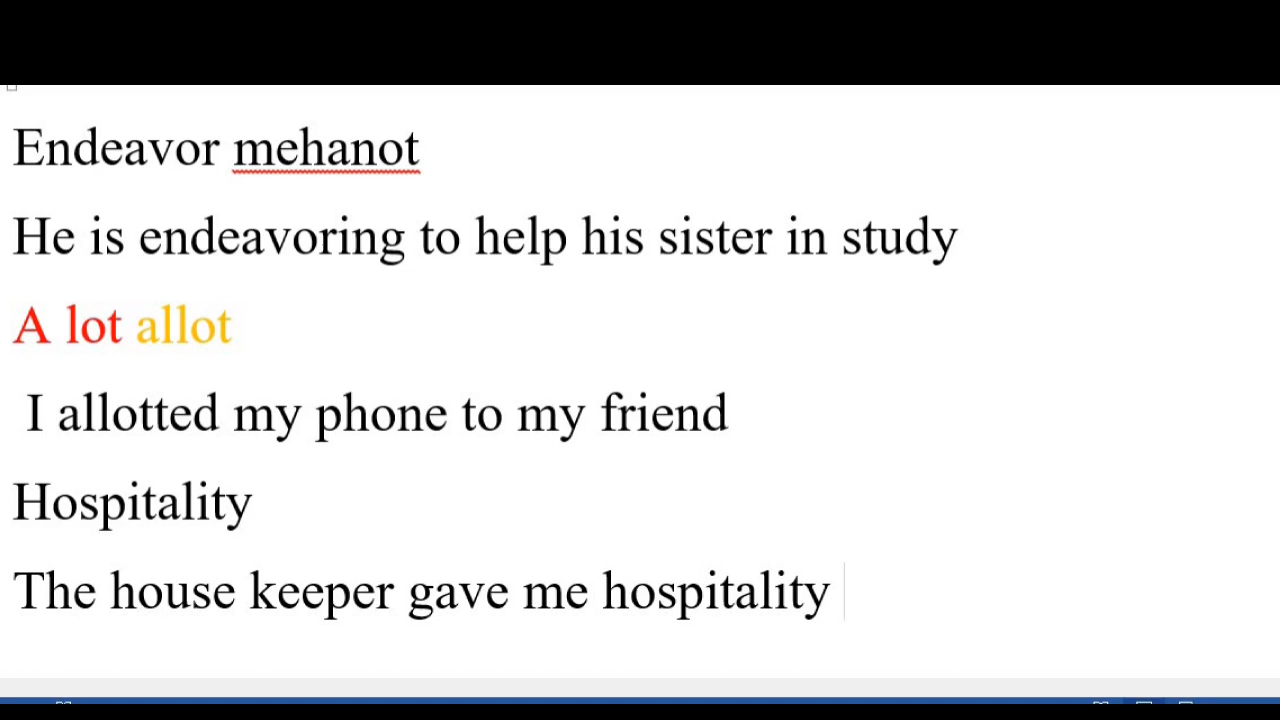 Endeavor mehanot
He is endeavoring to help his sister in study
A lot allot
I allotted my phone to my friend
Hospitality
The house keeper gave me hospitality